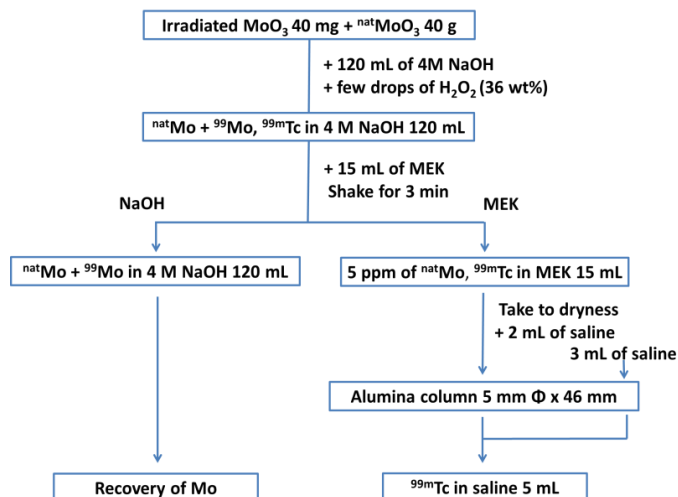 Irradiated MoO₃ 40 mg + ⁿᵃᵗMoO₃ 40 g
+ 120 mL of 4M NaOH
+ few drops of H₂O₂ (36 wt%)
ⁿᵃᵗMo + ⁹⁹Mo, ⁹⁹ᵐTc in 4 M NaOH 120 mL
+ 15 mL of MEK
Shake for 3 min
NaOH
MEK
ⁿᵃᵗMo + ⁹⁹Mo in 4 M NaOH 120 mL
5 ppm of ⁿᵃᵗMo, ⁹⁹ᵐTc in MEK 15 mL
Take to dryness
+ 2 mL of saline
3 mL of saline
Alumina column 5 mm Φ x 46 mm
Recovery of Mo
⁹⁹ᵐTc in saline 5 mL